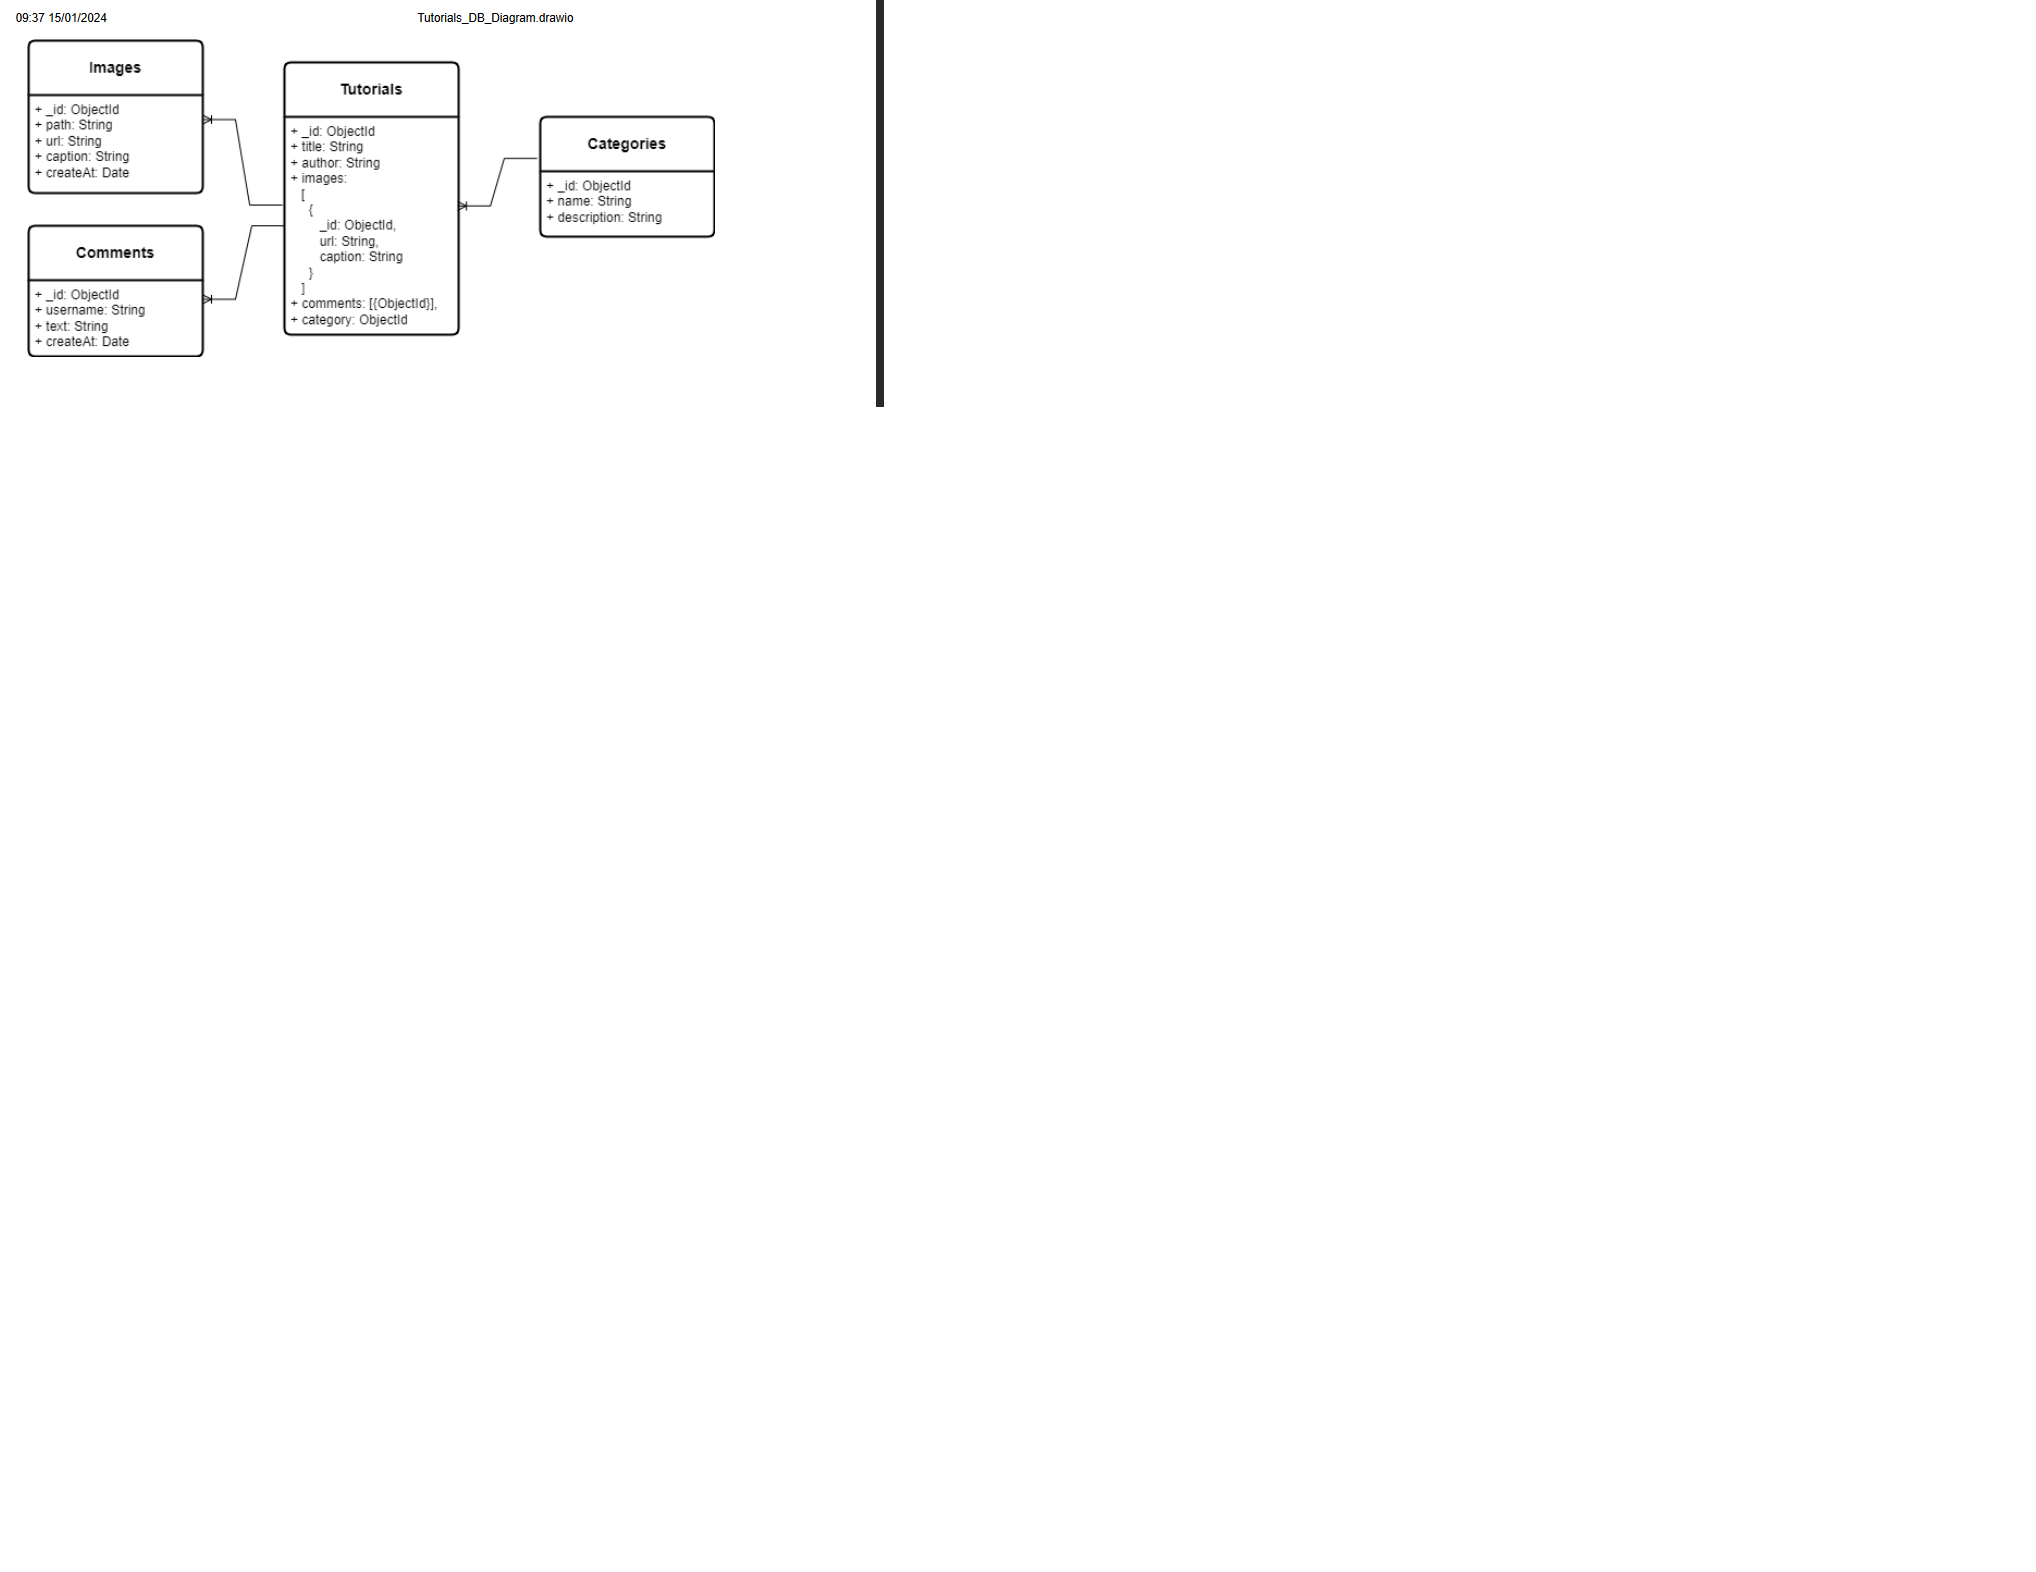 09:37 15/01/2024
Tutorials_DB_Diagram.drawio
Images
+ _id: ObjectId
+ path: String
+ url: String
+ caption: String
+ createAt: Date
Comments
+ _id: ObjectId
+ username: String
+ text: String
+ createAt: Date
Tutorials
+ _id: ObjectId
+ title: String
+ author: String
+ images:
[
{
_id: ObjectId,
url: String,
caption: String
}
]
+ comments: [{ObjectId}],
+ category: ObjectId
Categories
+ _id: ObjectId
+ name: String
+ description: String